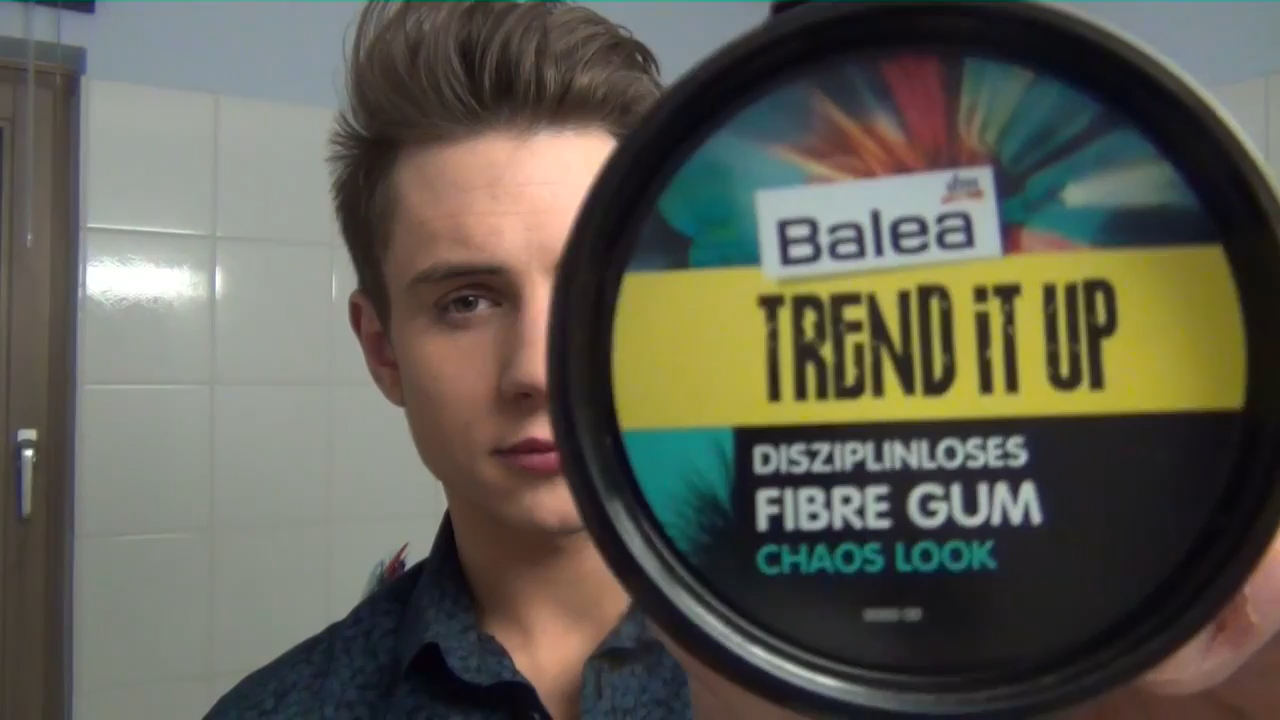 dm
Balea
TREND iT UP
DISZIPLINLOSES
FIBRE GUM
CHAOS LOOK